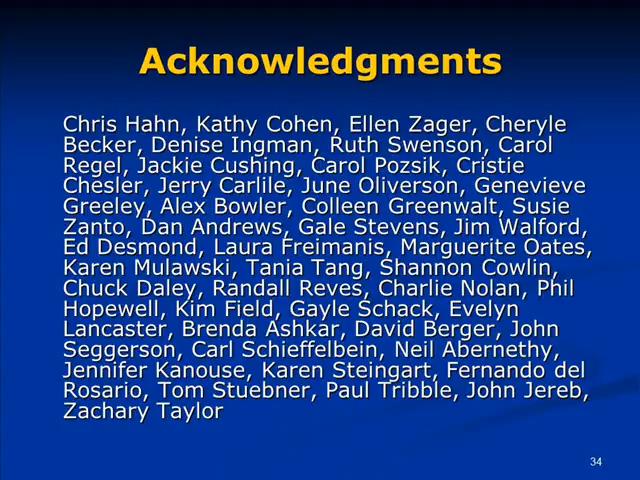 Acknowledgments
Chris Hahn, Kathy Cohen, Ellen Zager, Cheryle
Becker, Denise Ingman, Ruth Swenson, Carol
Regel, Jackie Cushing, Carol Pozsik, Cristie
Chesler, Jerry Carlile, June Oliverson, Genevieve
Greeley, Alex Bowler, Colleen Greenwalt, Susie
Zanto, Dan Andrews, Gale Stevens, Jim Walford,
Ed Desmond, Laura Freimanis, Marguerite Oates,
Karen Mulawski, Tania Tang, Shannon Cowlin,
Chuck Daley, Randall Reves, Charlie Nolan, Phil
Hopewell, Kim Field, Gayle Schack, Evelyn
Lancaster, Brenda Ashkar, David Berger, John
Seggerson, Carl Schieffelbein, Neil Abernethy,
Jennifer Kanouse, Karen Steingart, Fernando del
Rosario, Tom Stuebner, Paul Tribble, John Jereb,
Zachary Taylor
34